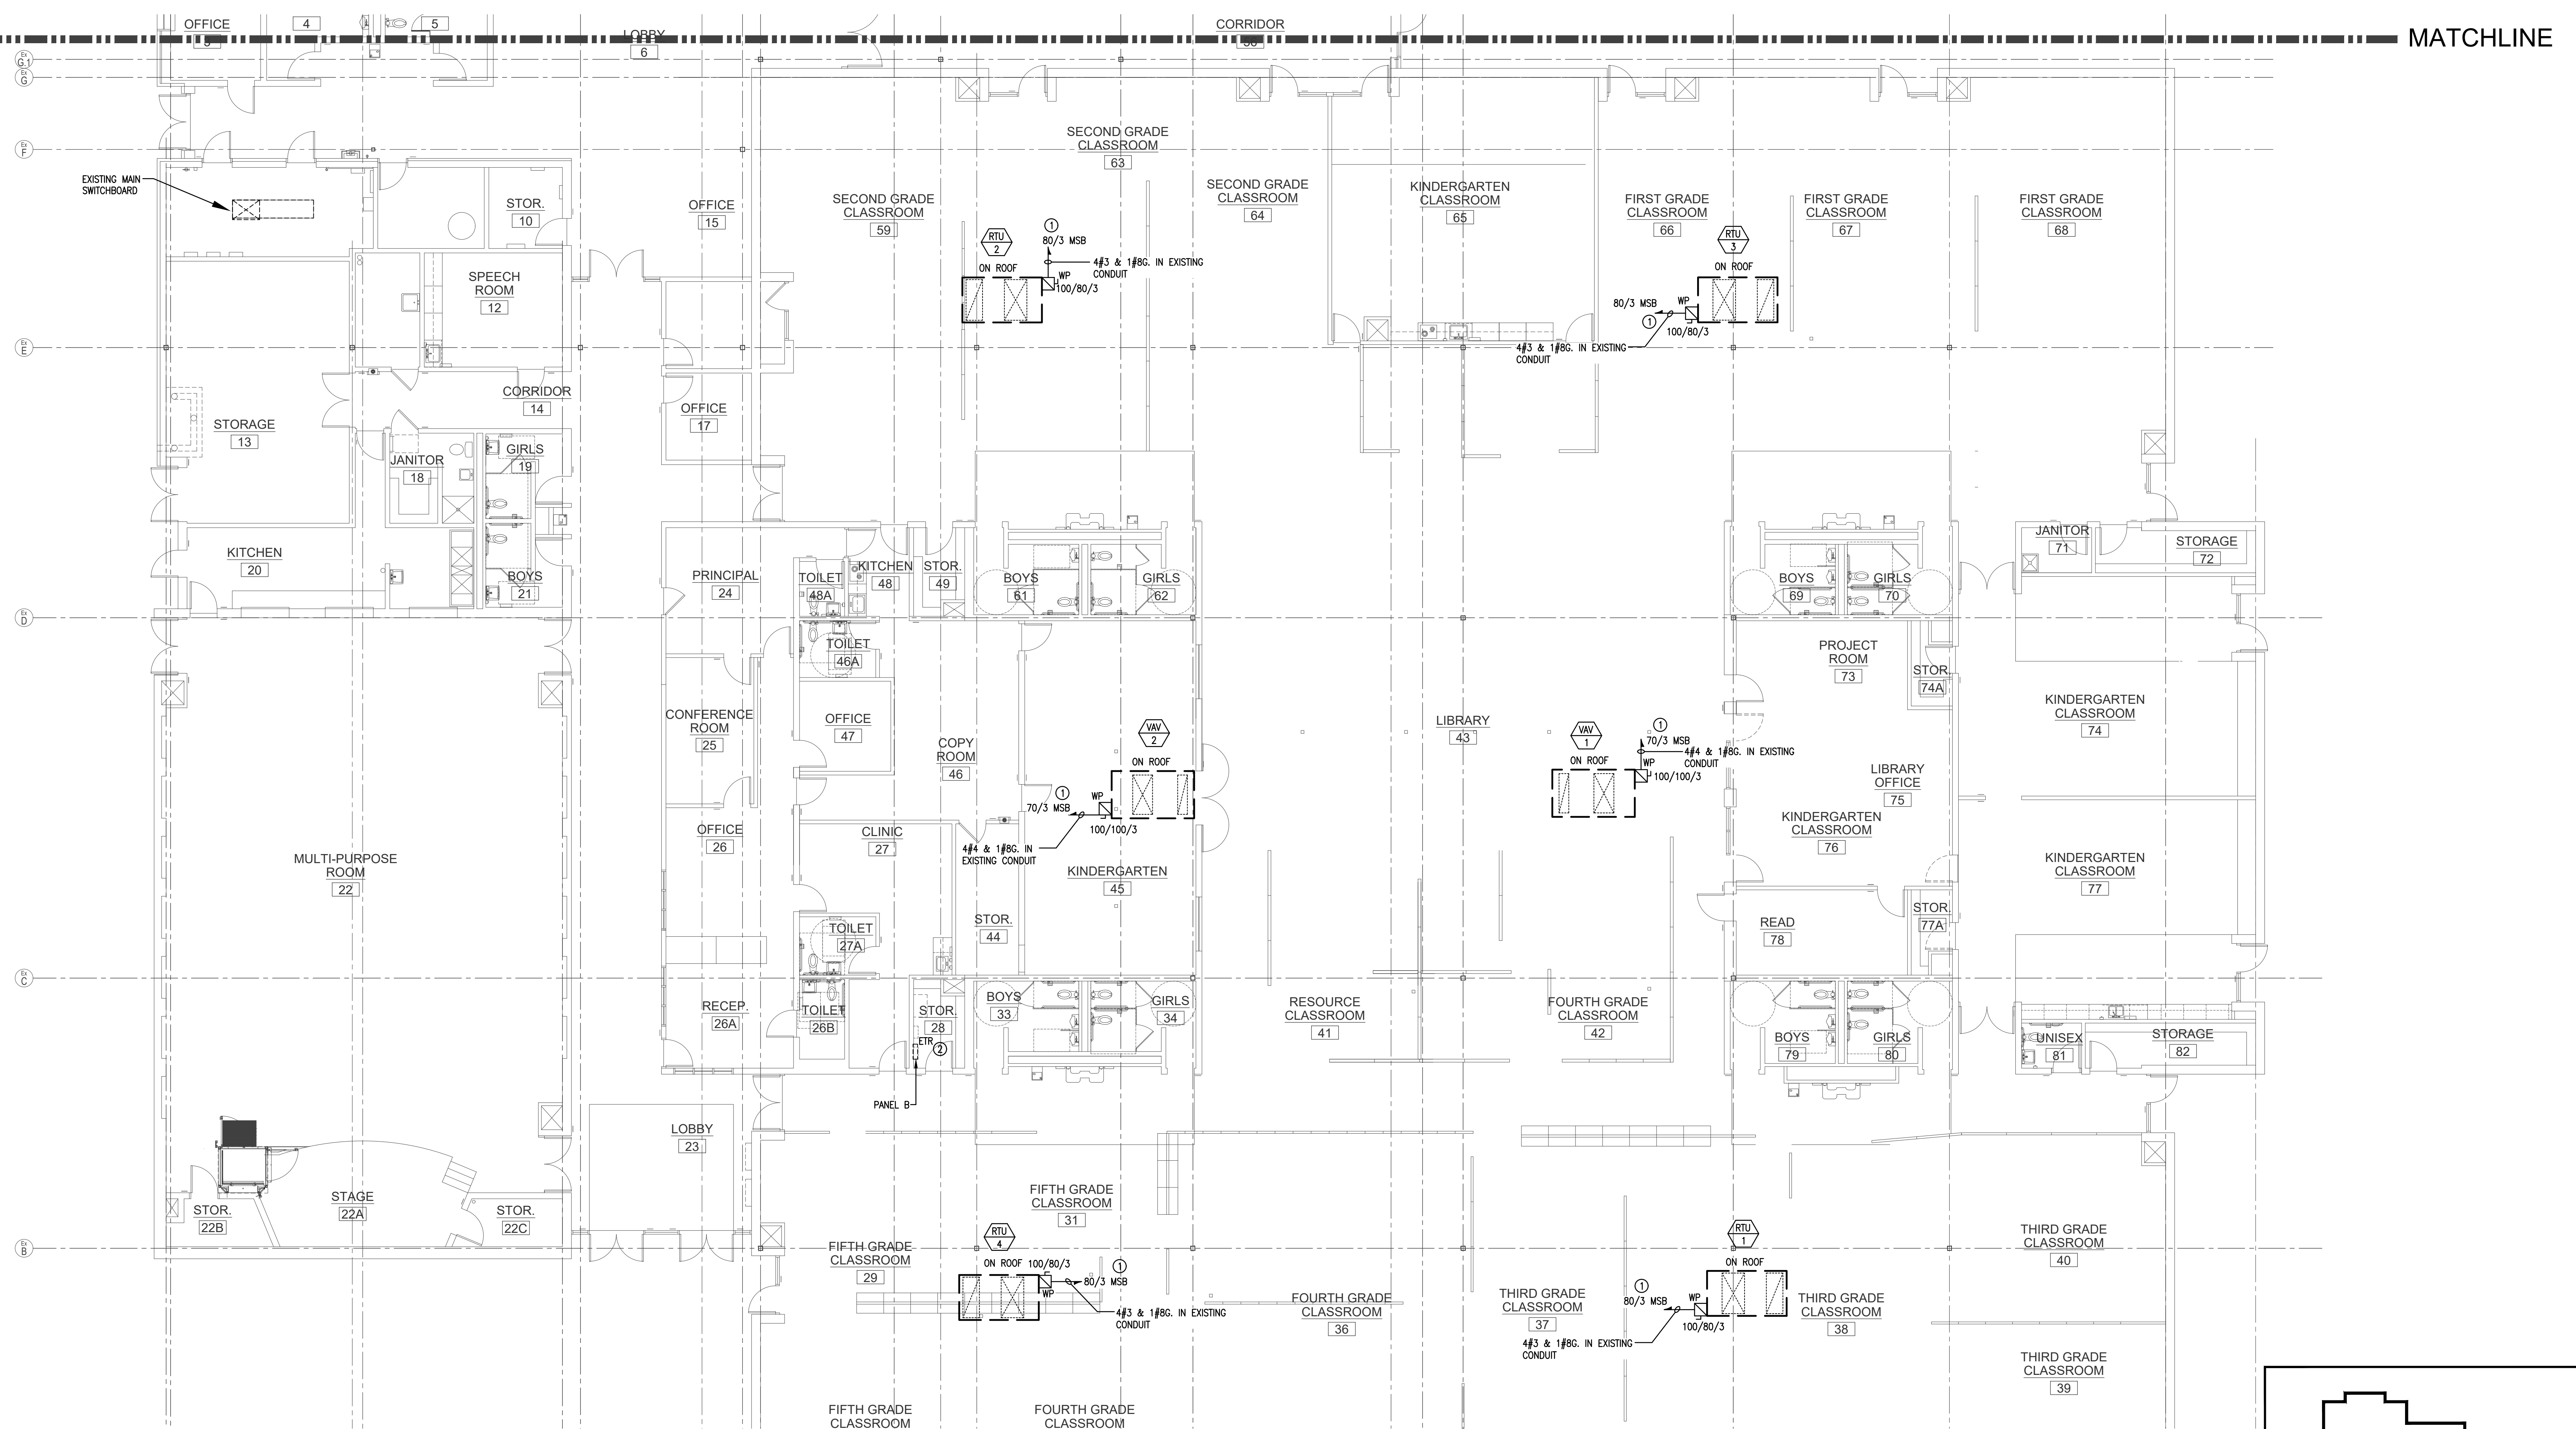 OFFICE
4
5
LOBBY
6
CORRIDOR
MATCHLINE
Ex
G.1
Ex
G
Ex
F
EXISTING MAIN
SWITCHBOARD
STOR.
10
OFFICE
15
SECOND GRADE
CLASSROOM
63
SECOND GRADE
CLASSROOM
59
SECOND GRADE
CLASSROOM
64
KINDERGARTEN
CLASSROOM
65
FIRST GRADE
CLASSROOM
66
FIRST GRADE
CLASSROOM
67
FIRST GRADE
CLASSROOM
68
RTU
2
ON ROOF
1
80/3 MSB
4#3 & 1#8G. IN EXISTING
CONDUIT
WP
100/80/3
RTU
3
ON ROOF
80/3 MSB
WP
1
100/80/3
4#3 & 1#8G. IN EXISTING
CONDUIT
SPEECH
ROOM
12
Ex
E
CORRIDOR
14
OFFICE
17
STORAGE
13
JANITOR
18
GIRLS
19
KITCHEN
20
BOYS
21
PRINCIPAL
24
TOILET
48A
KITCHEN
48
STOR.
49
BOYS
61
GIRLS
62
BOYS
69
GIRLS
70
JANITOR
71
STORAGE
72
Ex
D
TOILET
46A
PROJECT
ROOM
73
STOR.
74A
CONFERENCE
ROOM
25
OFFICE
47
COPY
ROOM
46
VAV
2
ON ROOF
1
WP
70/3 MSB
100/100/3
4#4 & 1#8G. IN
EXISTING CONDUIT
LIBRARY
43
VAV
1
ON ROOF
1
70/3 MSB
4#4 & 1#8G. IN EXISTING
CONDUIT
WP
100/100/3
KINDERGARTEN
CLASSROOM
74
LIBRARY
OFFICE
75
KINDERGARTEN
CLASSROOM
76
KINDERGARTEN
CLASSROOM
77
MULTI-PURPOSE
ROOM
22
OFFICE
26
CLINIC
27
KINDERGARTEN
45
STOR.
44
READ
78
STOR.
77A
TOILET
27A
Ex
C
RECEP.
26A
TOILET
26B
STOR.
28
ETR
2
PANEL B
BOYS
33
GIRLS
34
RESOURCE
CLASSROOM
41
FOURTH GRADE
CLASSROOM
42
BOYS
79
GIRLS
80
UNISEX
81
STORAGE
82
LOBBY
23
STAGE
22A
STOR.
22B
STOR.
22C
Ex
B
FIFTH GRADE
CLASSROOM
31
FIFTH GRADE
CLASSROOM
29
RTU
4
ON ROOF
100/80/3
1
80/3 MSB
WP
4#3 & 1#8G. IN EXISTING
CONDUIT
FOURTH GRADE
CLASSROOM
36
THIRD GRADE
CLASSROOM
37
RTU
1
ON ROOF
1
80/3 MSB
WP
100/80/3
4#3 & 1#8G. IN EXISTING
CONDUIT
THIRD GRADE
CLASSROOM
38
THIRD GRADE
CLASSROOM
40
THIRD GRADE
CLASSROOM
39
FIFTH GRADE
CLASSROOM
FOURTH GRADE
CLASSROOM